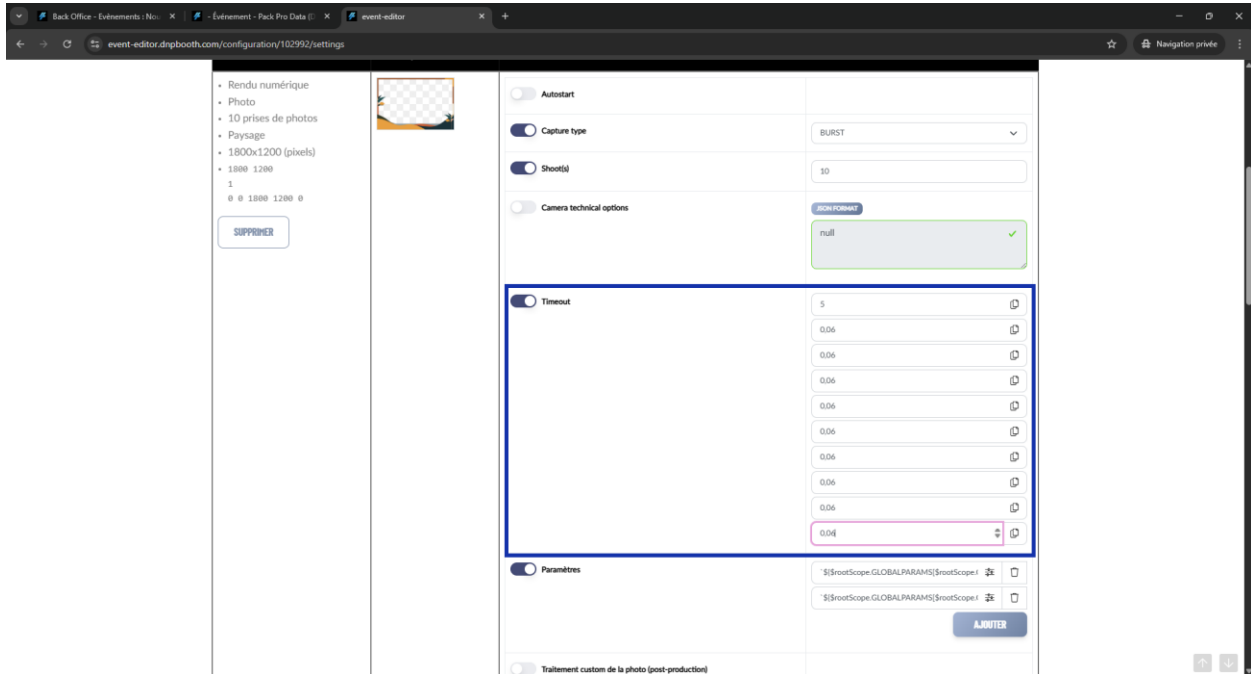 Back Office - Evènements : Nou
- Évènement - Pack Pro Data (D
event-editor
event-editor.dnpbooth.com/configuration/102992/settings
Navigation privée
• Rendu numérique
• Photo
• 10 prises de photos
• Paysage
• 1800x1200 (pixels)
• 1800 1200
1
0 0 1800 1200 0
SUPPRIMER
Autostart
Capture type
BURST
Shoot(s)
10
Camera technical options
JSON FORMAT
null
Timeout
5
0,06
0,06
0,06
0,06
0,06
0,06
0,06
0,06
0,06
Paramètres
`${$rootScope.GLOBALPARAMS[$rootScope.
`${$rootScope.GLOBALPARAMS[$rootScope.
AJOUTER
Traitement custom de la photo (post-production)